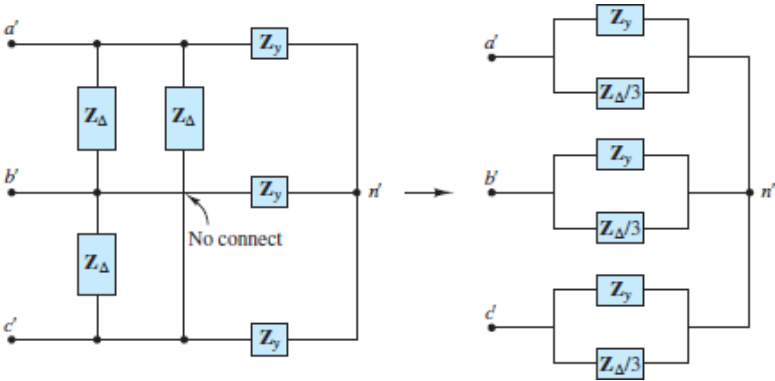 a′
Z_y
Z_Δ
Z_Δ
b′
Z_y
n′
No connect
Z_Δ
c′
Z_y
a′
Z_y
Z_Δ/3
b′
Z_y
Z_Δ/3
n′
c′
Z_y
Z_Δ/3